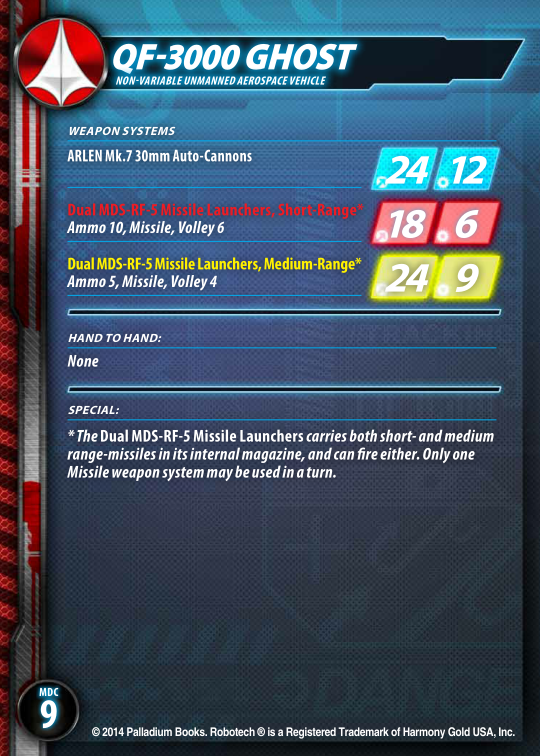 QF-3000 GHOST
NON-VARIABLE UNMANNED AEROSPACE VEHICLE
WEAPON SYSTEMS
ARLEN Mk.7 30mm Auto-Cannons
24 12
Dual MDS-RF-5 Missile Launchers, Short-Range*
Ammo 10, Missile, Volley 6
18 6
Dual MDS-RF-5 Missile Launchers, Medium-Range*
Ammo 5, Missile, Volley 4
24 9
HAND TO HAND:
None
SPECIAL:
* The Dual MDS-RF-5 Missile Launchers carries both short- and medium
range-missiles in its internal magazine, and can fire either. Only one
Missile weapon system may be used in a turn.
MDC
9
© 2014 Palladium Books. Robotech ® is a Registered Trademark of Harmony Gold USA, Inc.